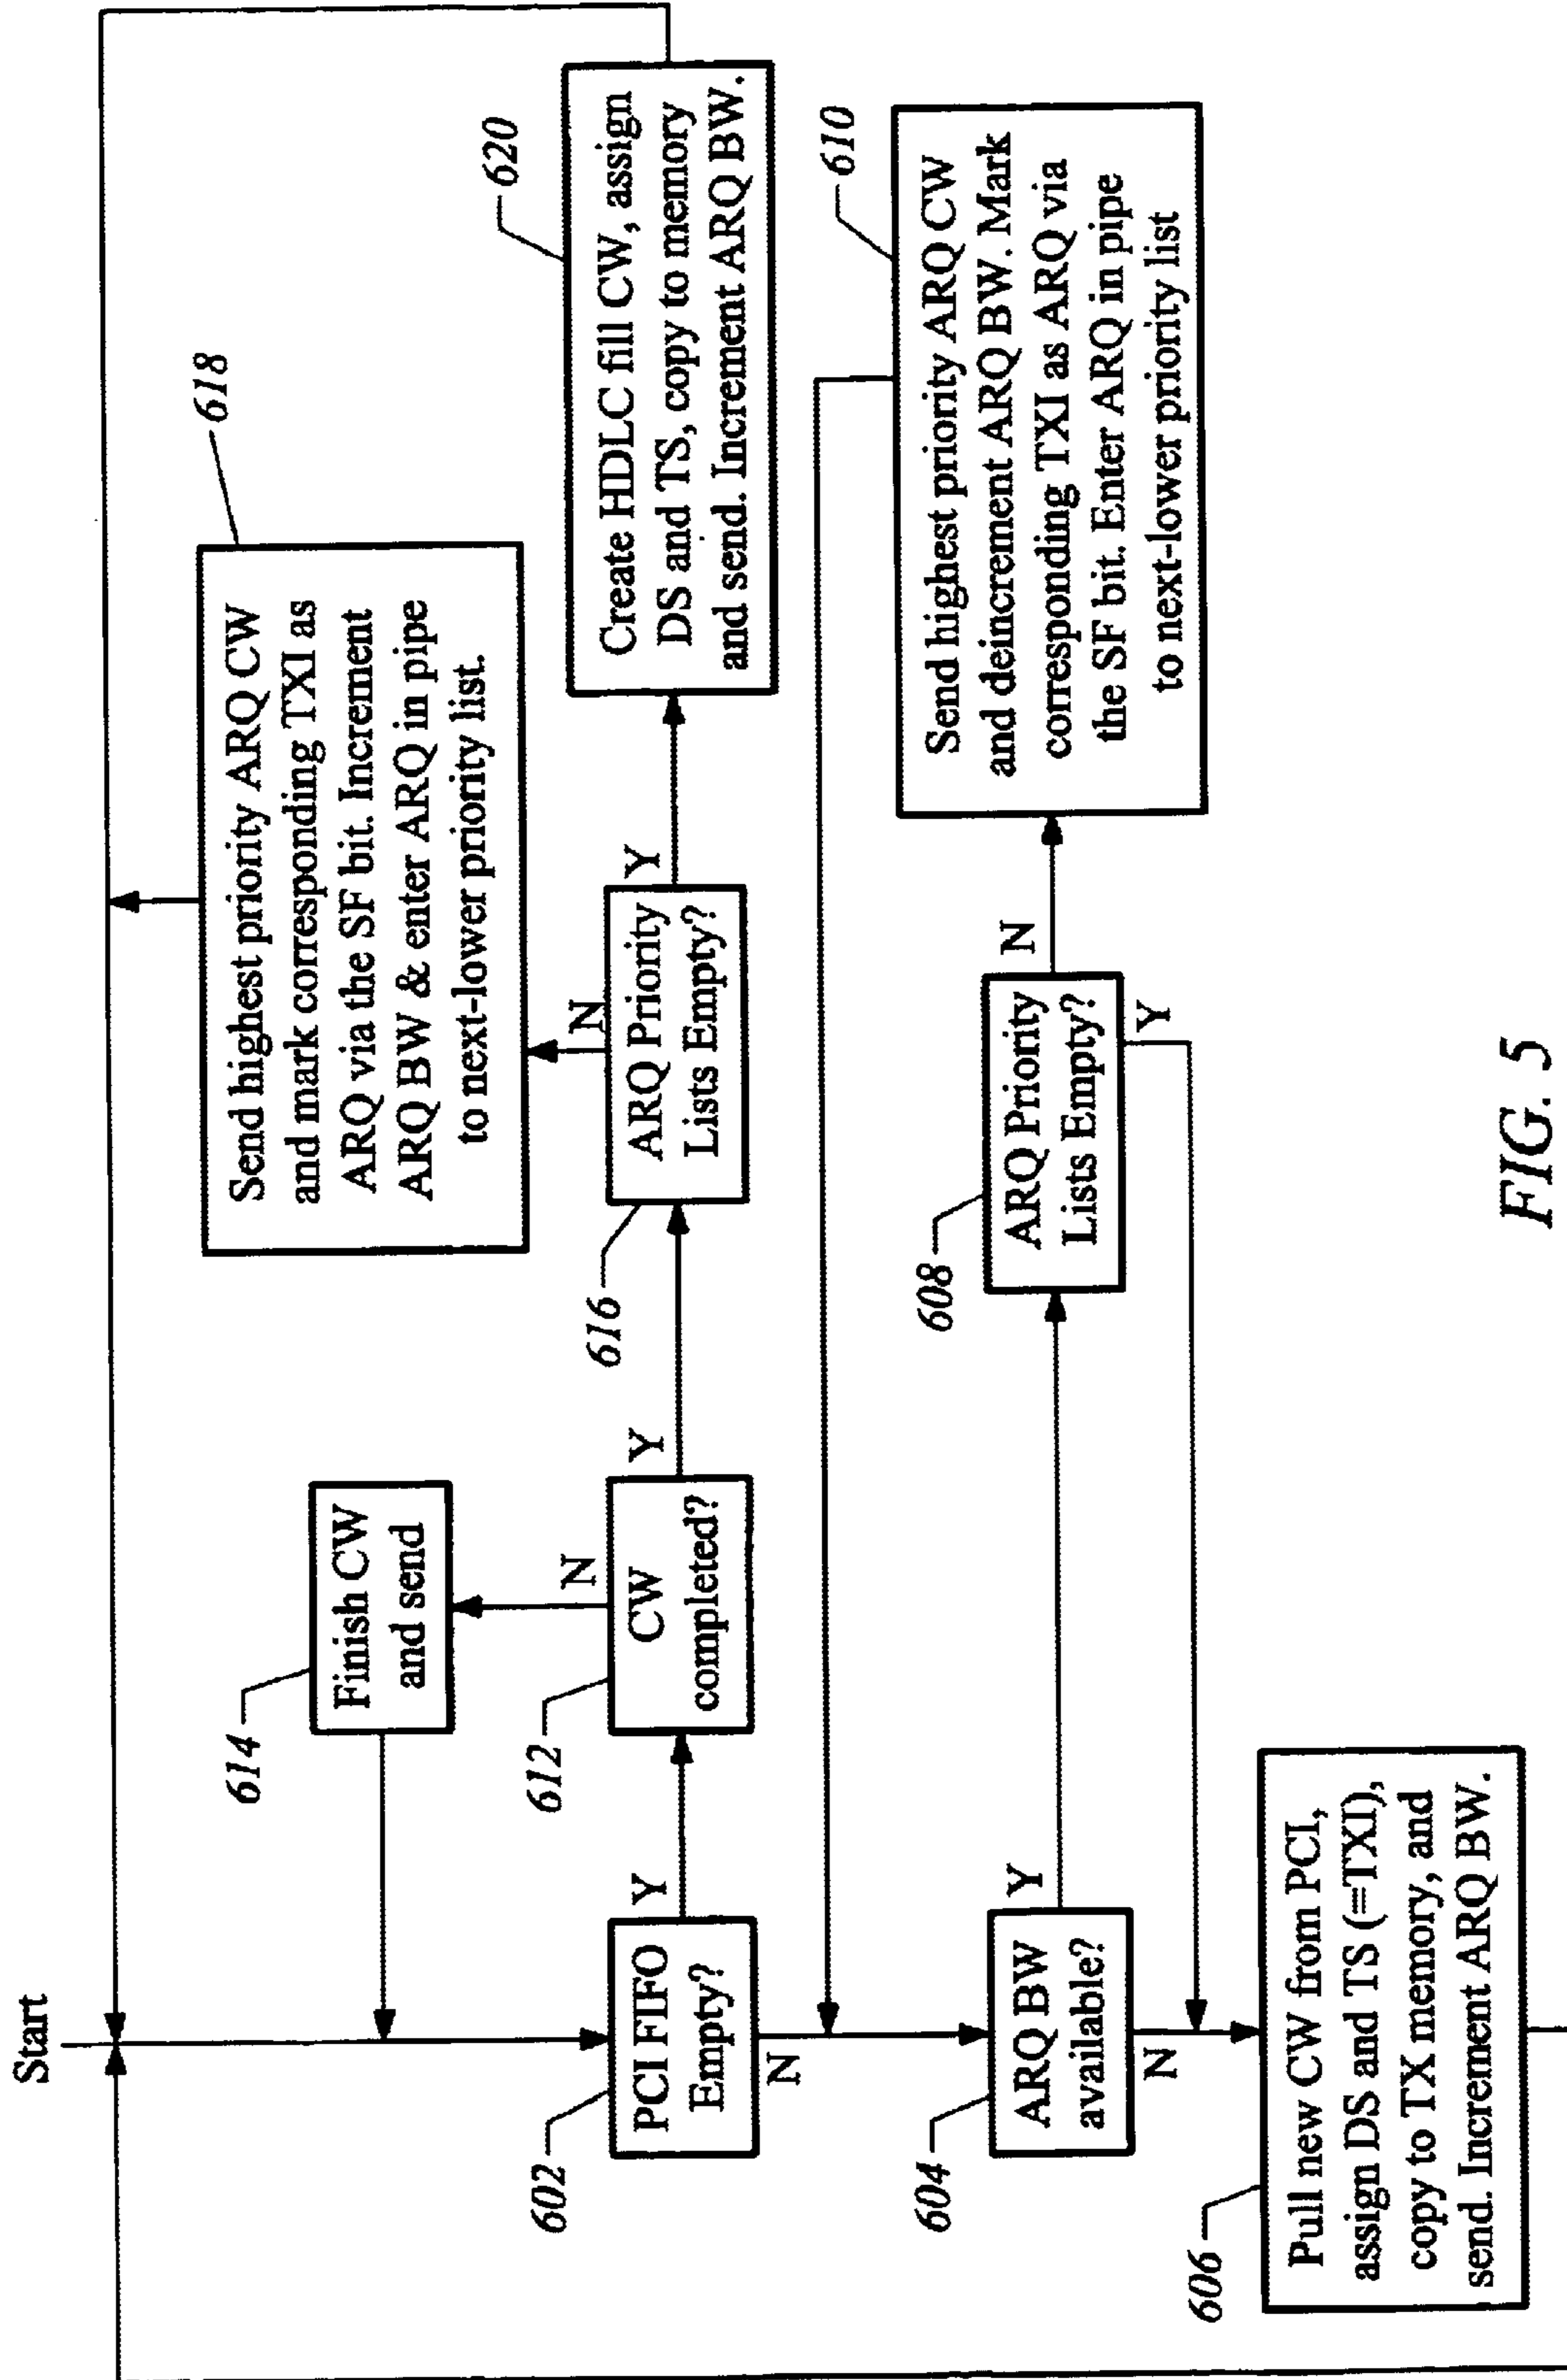 Start
614
Finish CW
and send
618
Send highest priority ARQ CW
and mark corresponding TXI as
ARQ via the SF bit. Increment
ARQ BW & enter ARQ in pipe
to next-lower priority list.
602
PCI FIFO
Empty?
Y
N
612
CW
completed?
N
Y
616
ARQ Priority
Lists Empty?
N
Y
620
Create HDLC fill CW, assign
DS and TS, copy to memory
and send. Increment ARQ BW.
604
ARQ BW
available?
Y
N
608
ARQ Priority
Lists Empty?
N
Y
610
Send highest priority ARQ CW
and deincrement ARQ BW. Mark
corresponding TXI as ARQ via
the SF bit. Enter ARQ in pipe
to next-lower priority list
606
Pull new CW from PCI,
assign DS and TS (=TXI),
copy to TX memory, and
send. Increment ARQ BW.
FIG. 5